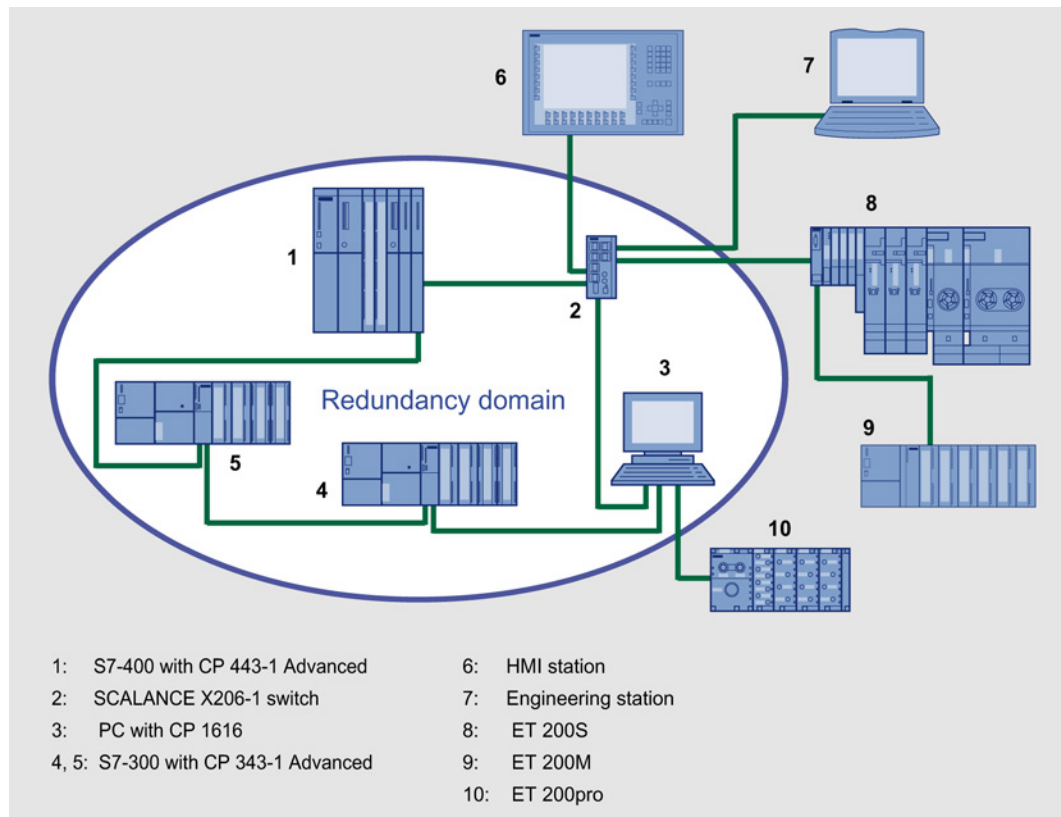 6
7
8
1
2
3
Redundancy domain
9
5
4
10
1: S7-400 with CP 443-1 Advanced
2: SCALANCE X206-1 switch
3: PC with CP 1616
4, 5: S7-300 with CP 343-1 Advanced
6: HMI station
7: Engineering station
8: ET 200S
9: ET 200M
10: ET 200pro